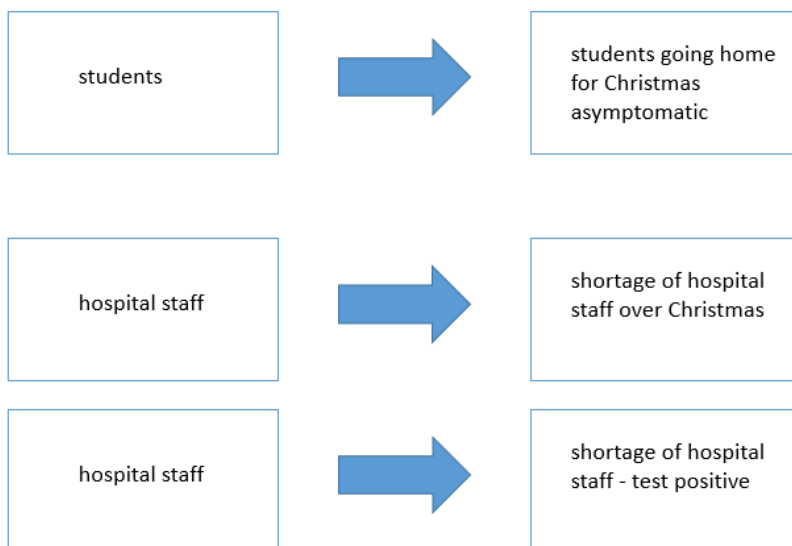 students
students going home
for Christmas
asymptomatic
hospital staff
shortage of hospital
staff over Christmas
hospital staff
shortage of hospital
staff - test positive